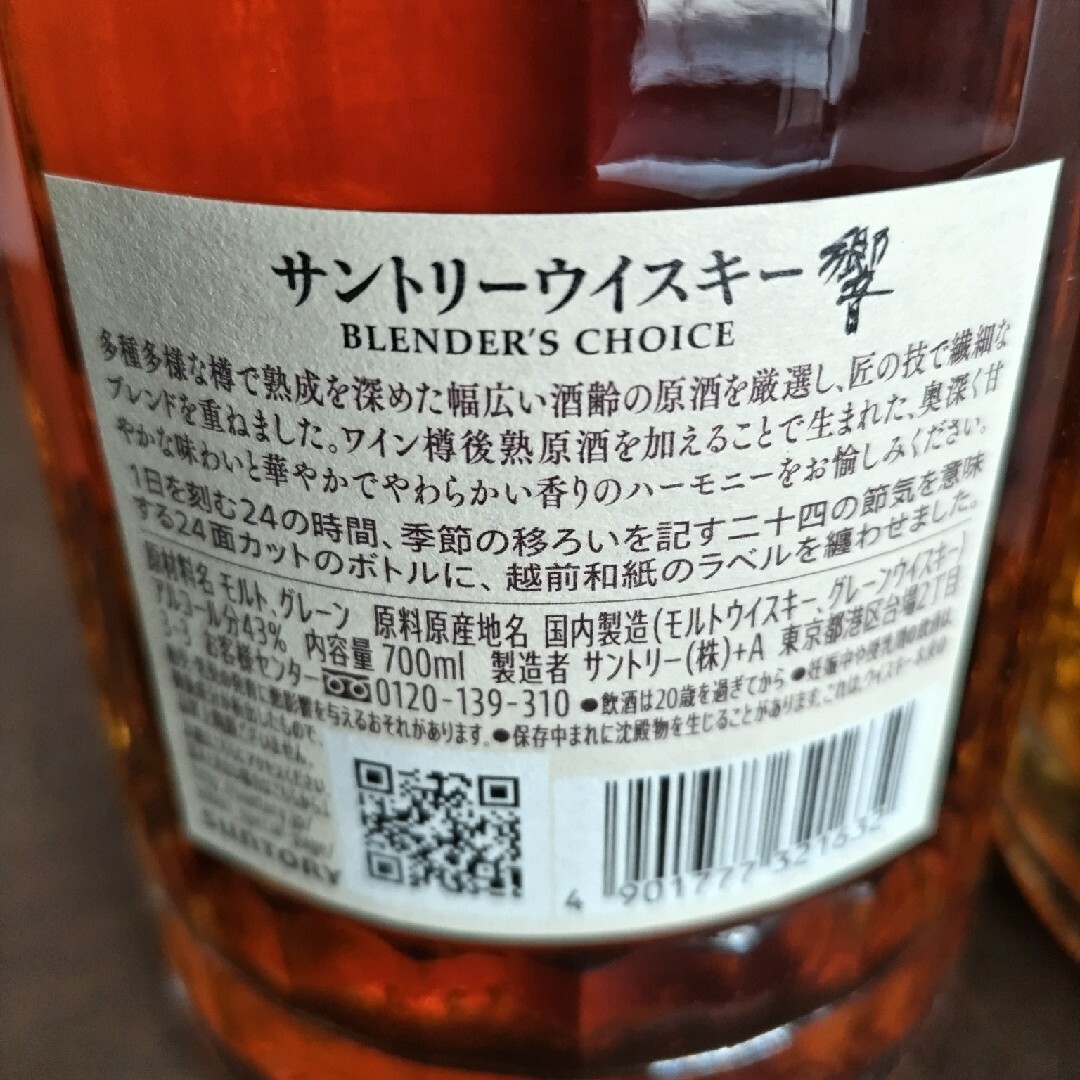 サントリーウイスキー 響
BLENDER'S CHOICE
多種多様な樽で熟成を深めた幅広い酒齢の原酒を厳選し、匠の技で繊細な
ブレンドを重ねました。ワイン樽後熟原酒を加えることで生まれた、奥深く甘
やかな味わいと華やかでやわらかい香りのハーモニーをお愉しみください。
1日を刻む24の時間、季節の移ろいを記す二十四の節気を意味
する24面カットのボトルに、越前和紙のラベルを纏わせました。
原材料名 モルト、グレーン 原料原産地名 国内製造(モルトウイスキー グレーンウイスキー)
アルコール分43% 内容量 700ml 製造者 サントリー(株)+A 東京都港区台場2丁目
3-3 お客様センター 0120-139-310 ●飲酒は20歳を過ぎてから ●妊娠中や授乳期の飲酒は、
影響を与えるおそれがあります。●保存中まれに沈殿物を生じることがあります。これは、ウイスキー
SUNTORY
4 901777 321632